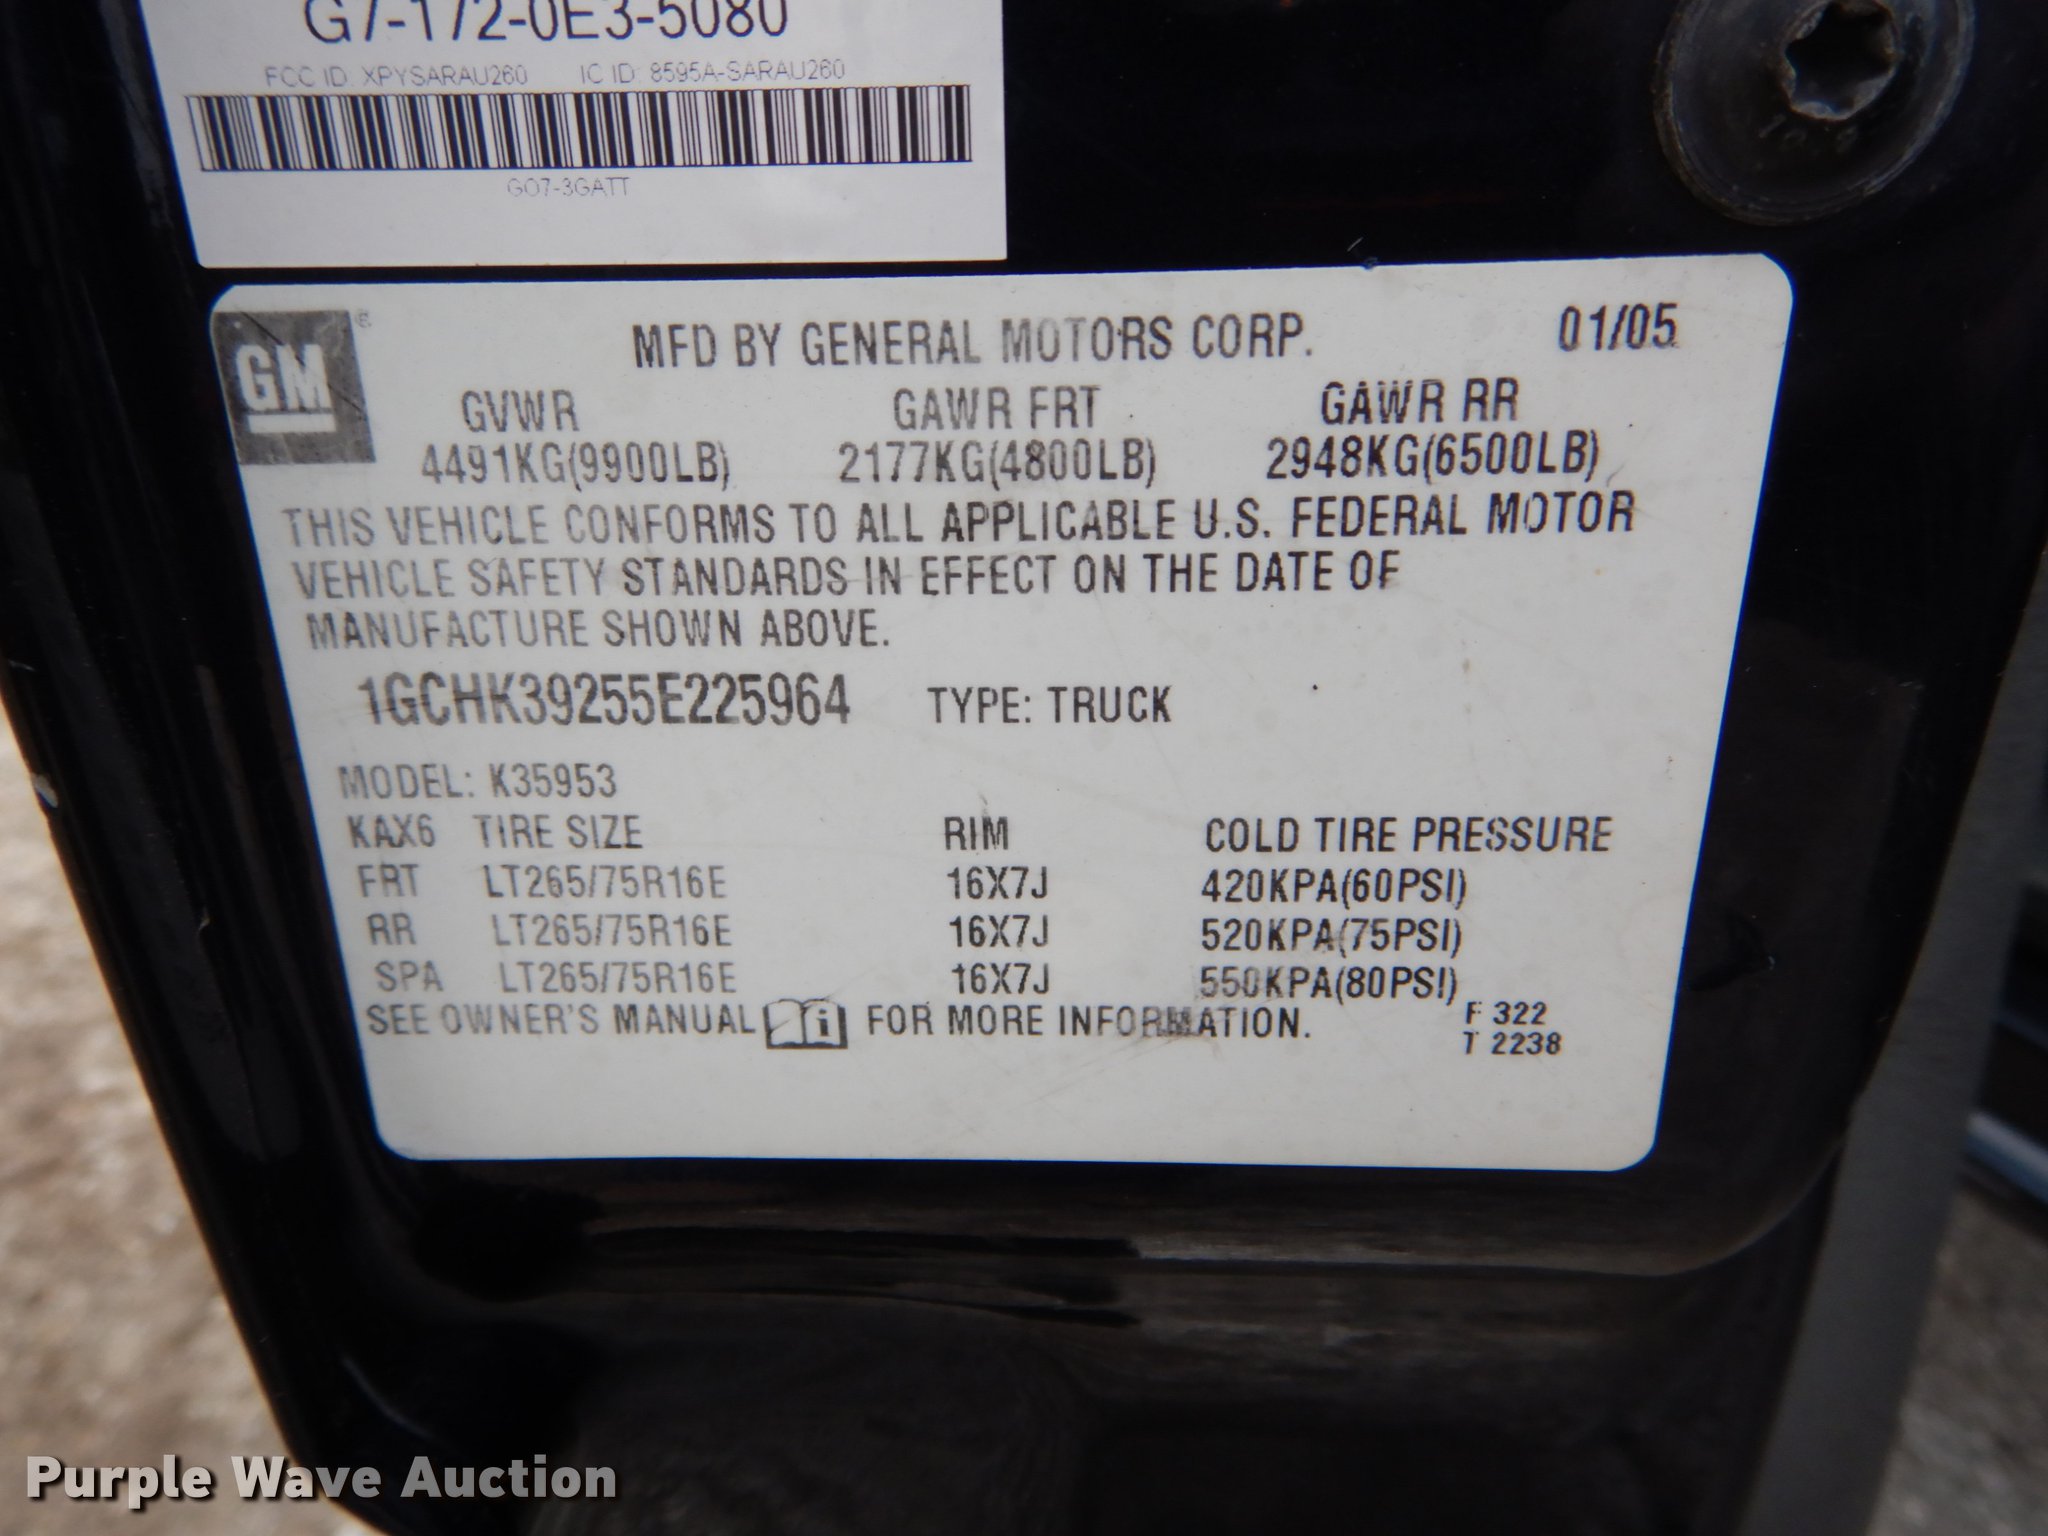 G7-172-0E3-5080
FCC ID: XPYSARAU260 IC ID: 8595A-SARAU260
GO7-3GATT
GM ®
MFD BY GENERAL MOTORS CORP. 01/05
GVWR GAWR FRT GAWR RR
4491KG(9900LB) 2177KG(4800LB) 2948KG(6500LB)
THIS VEHICLE CONFORMS TO ALL APPLICABLE U.S. FEDERAL MOTOR
VEHICLE SAFETY STANDARDS IN EFFECT ON THE DATE OF
MANUFACTURE SHOWN ABOVE.
1GCHK39255E225964 TYPE: TRUCK
MODEL: K35953
KAX6 TIRE SIZE RIM COLD TIRE PRESSURE
FRT LT265/75R16E 16X7J 420KPA(60PSI)
RR LT265/75R16E 16X7J 520KPA(75PSI)
SPA LT265/75R16E 16X7J 550KPA(80PSI)
SEE OWNER'S MANUAL i FOR MORE INFORMATION.
F 322
T 2238
10.9
Purple Wave Auction